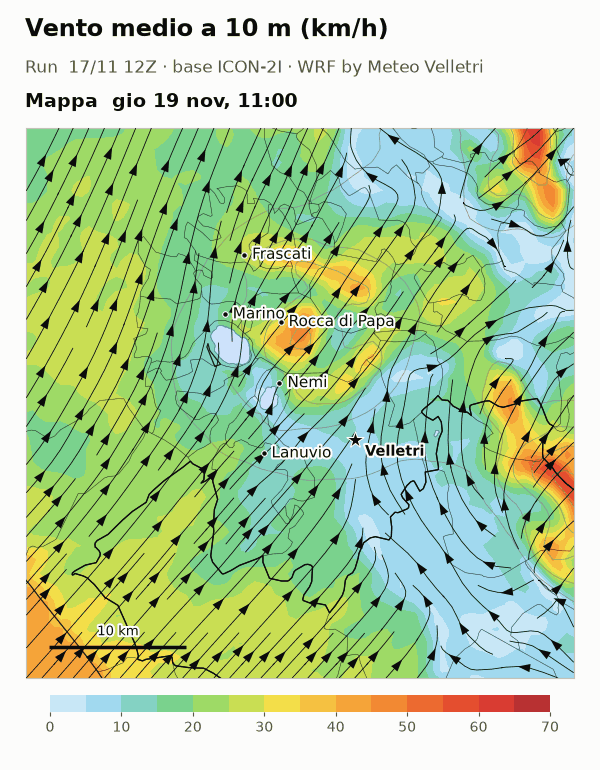 Vento medio a 10 m (km/h)
Run 17/11 12Z · base ICON-2I · WRF by Meteo Velletri
Mappa gio 19 nov, 11:00
Frascati
Marino
Rocca di Papa
Nemi
Velletri
Lanuvio
10 km
0 10 20 30 40 50 60 70